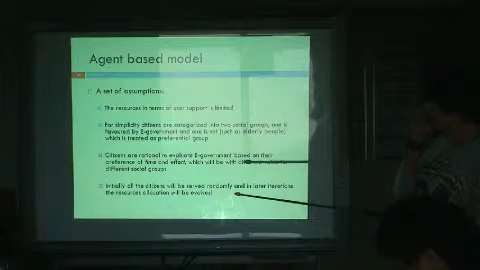 Agent based model
A set of assumptions
The resources in terms of user support is limited
For simplicity citizens are categorized into two social groups, one is
favoured by E-government and one is not (such as elderly people)
which is treated as preferential group
Citizens are rational to evaluate E-government based on their
preference of time and effort, which will be with
different social groups
Initially all the citizens will be served randomly and in later iterations
the resources allocation will be evolved